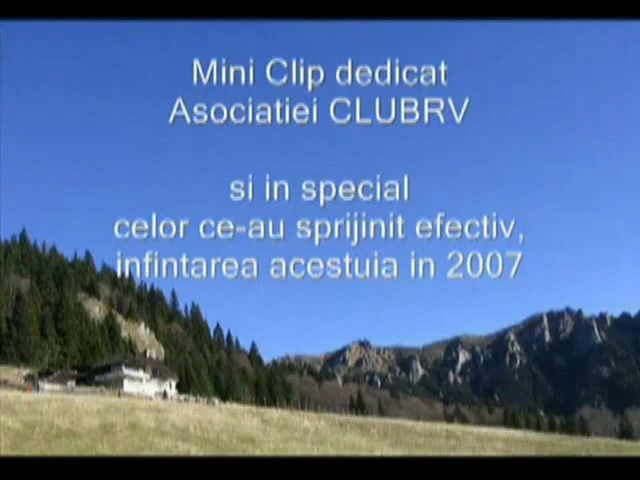 Mini Clip dedicat
Asociatiei CLUBRV
si in special
celor ce-au sprijinit efectiv,
infintarea acestuia in 2007